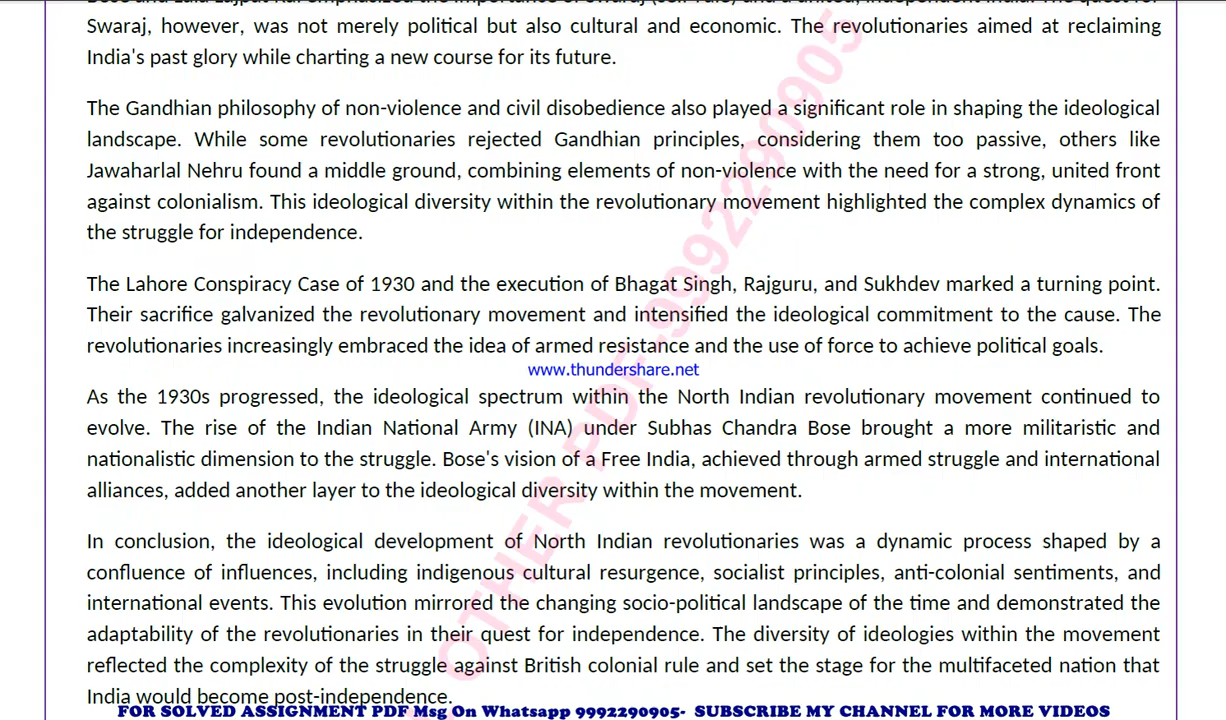 Swaraj, however, was not merely political but also cultural and economic. The revolutionaries aimed at reclaiming
India's past glory while charting a new course for its future.
The Gandhian philosophy of non-violence and civil disobedience also played a significant role in shaping the ideological
landscape. While some revolutionaries rejected Gandhian principles, considering them too passive, others like
Jawaharlal Nehru found a middle ground, combining elements of non-violence with the need for a strong, united front
against colonialism. This ideological diversity within the revolutionary movement highlighted the complex dynamics of
the struggle for independence.
The Lahore Conspiracy Case of 1930 and the execution of Bhagat Singh, Rajguru, and Sukhdev marked a turning point.
Their sacrifice galvanized the revolutionary movement and intensified the ideological commitment to the cause. The
revolutionaries increasingly embraced the idea of armed resistance and the use of force to achieve political goals.
www.thundershare.net
As the 1930s progressed, the ideological spectrum within the North Indian revolutionary movement continued to
evolve. The rise of the Indian National Army (INA) under Subhas Chandra Bose brought a more militaristic and
nationalistic dimension to the struggle. Bose's vision of a Free India, achieved through armed struggle and international
alliances, added another layer to the ideological diversity within the movement.
In conclusion, the ideological development of North Indian revolutionaries was a dynamic process shaped by a
confluence of influences, including indigenous cultural resurgence, socialist principles, anti-colonial sentiments, and
international events. This evolution mirrored the changing socio-political landscape of the time and demonstrated the
adaptability of the revolutionaries in their quest for independence. The diversity of ideologies within the movement
reflected the complexity of the struggle against British colonial rule and set the stage for the multifaceted nation that
India would become post-independence.
FOR SOLVED ASSIGNMENT PDF Msg On Whatsapp 9992290905- SUBSCRIBE MY CHANNEL FOR MORE VIDEOS
OTHER PDF-9992290905